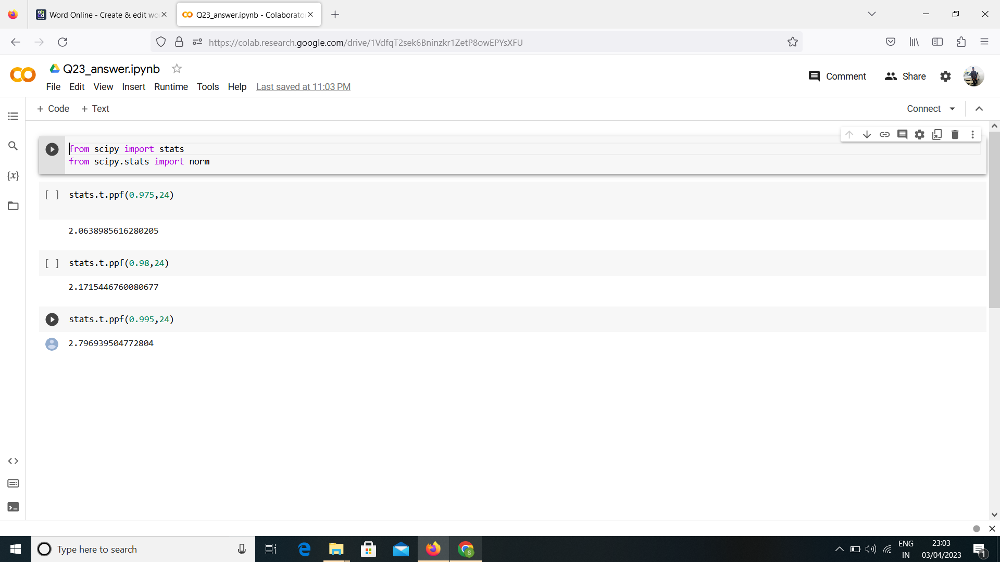 Word Online - Create & edit wo
Q23_answer.ipynb - Colaborato
https://colab.research.google.com/drive/1VdfqT2sek6Bninzkr1ZetP8owEPYsXFU
Q23_answer.ipynb
Comment
Share
File Edit View Insert Runtime Tools Help Last saved at 11:03 PM
+ Code + Text
Connect
from scipy import stats
from scipy.stats import norm
{x}
[ ] stats.t.ppf(0.975,24)
2.0638985616280205
[ ] stats.t.ppf(0.98,24)
2.1715446760080677
stats.t.ppf(0.995,24)
2.796939504772804
Type here to search
ENG
IN
23:03
03/04/2023
1